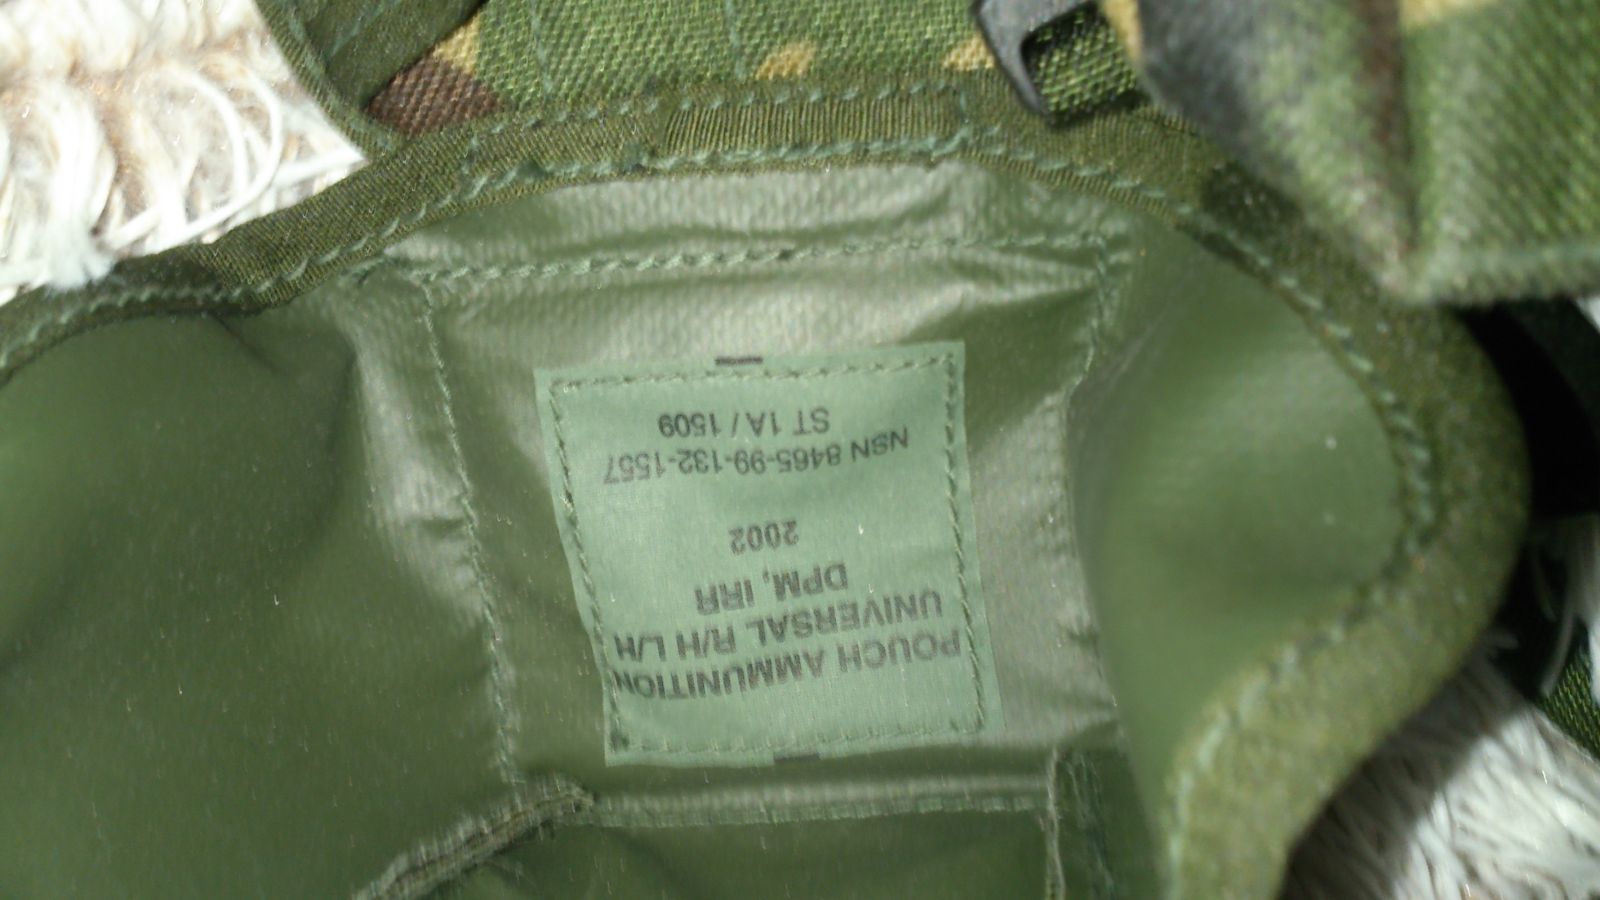 POUCH AMMUNITION
UNIVERSAL R/H L/H
DPM, IRR
2002
NSN 8465-99-132-1557
ST 1A / 1509